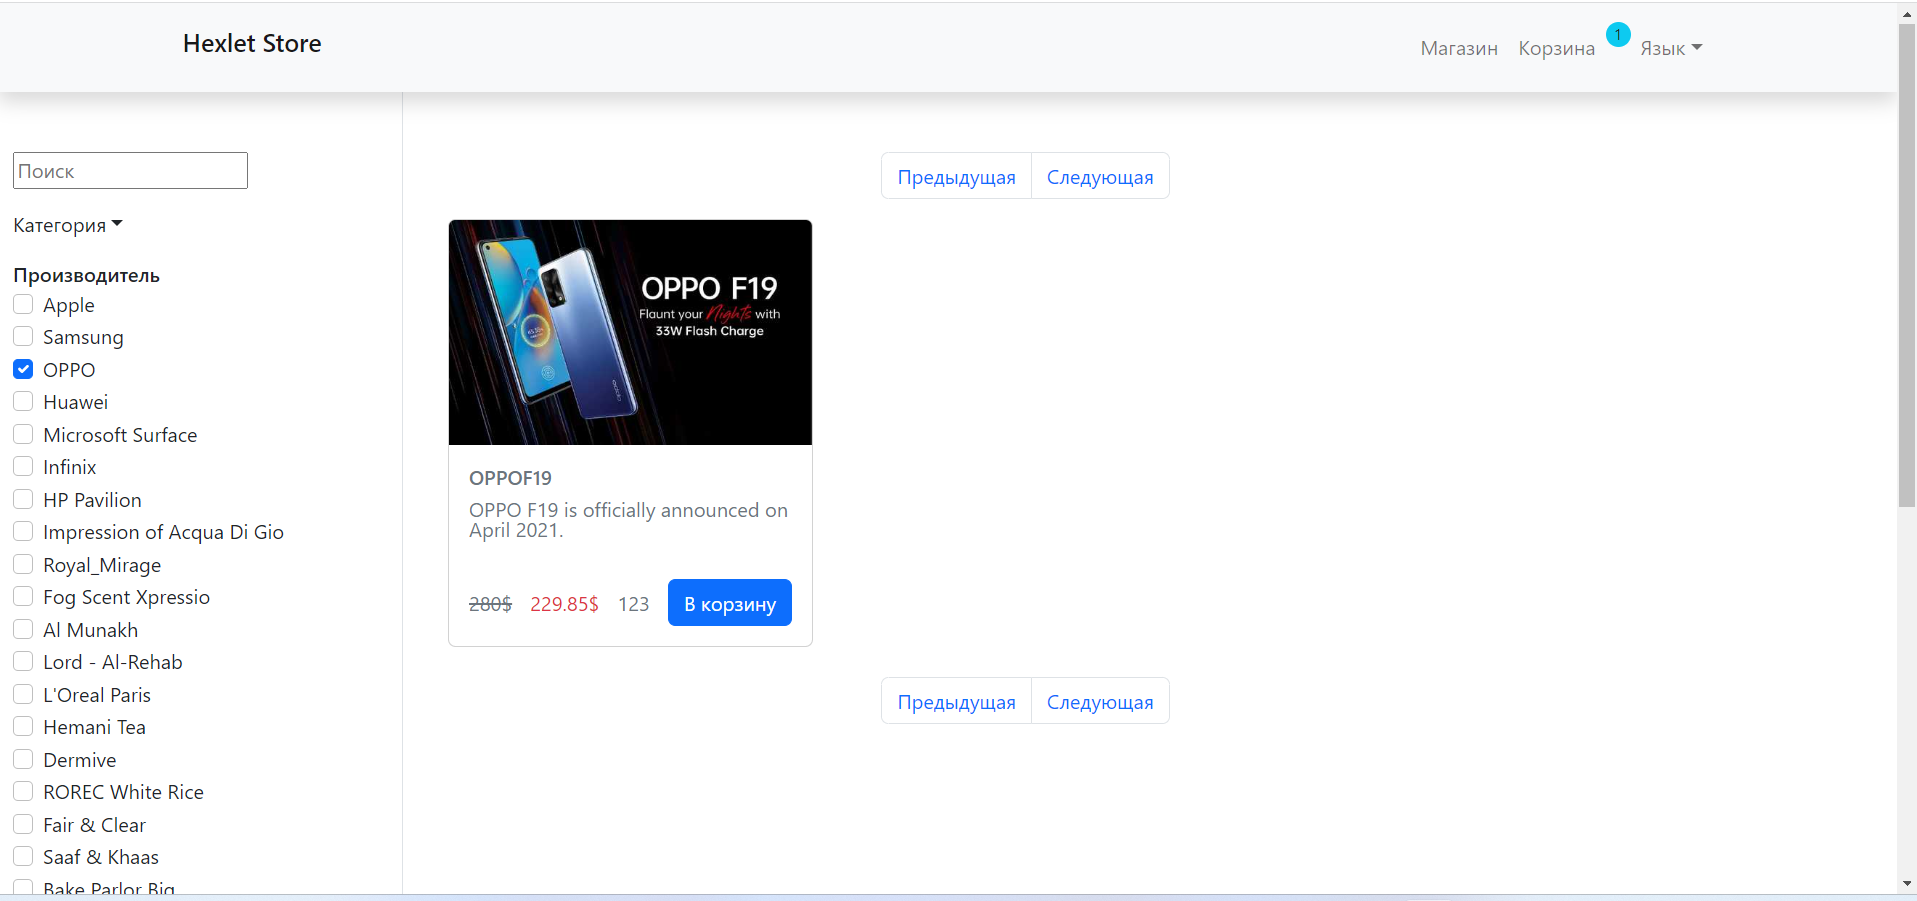 Hexlet Store
Магазин
Корзина
1
Язык
Поиск
Категория
Производитель
Apple
Samsung
OPPO
Huawei
Microsoft Surface
Infinix
HP Pavilion
Impression of Acqua Di Gio
Royal_Mirage
Fog Scent Xpressio
Al Munakh
Lord - Al-Rehab
L'Oreal Paris
Hemani Tea
Dermive
ROREC White Rice
Fair & Clear
Saaf & Khaas
Bake Parlor Big
Предыдущая Следующая
OPPO F19
Flaunt your Nights with
33W Flash Charge
OPPOF19
OPPO F19 is officially announced on
April 2021.
280$ 229.85$ 123 В корзину
Предыдущая Следующая